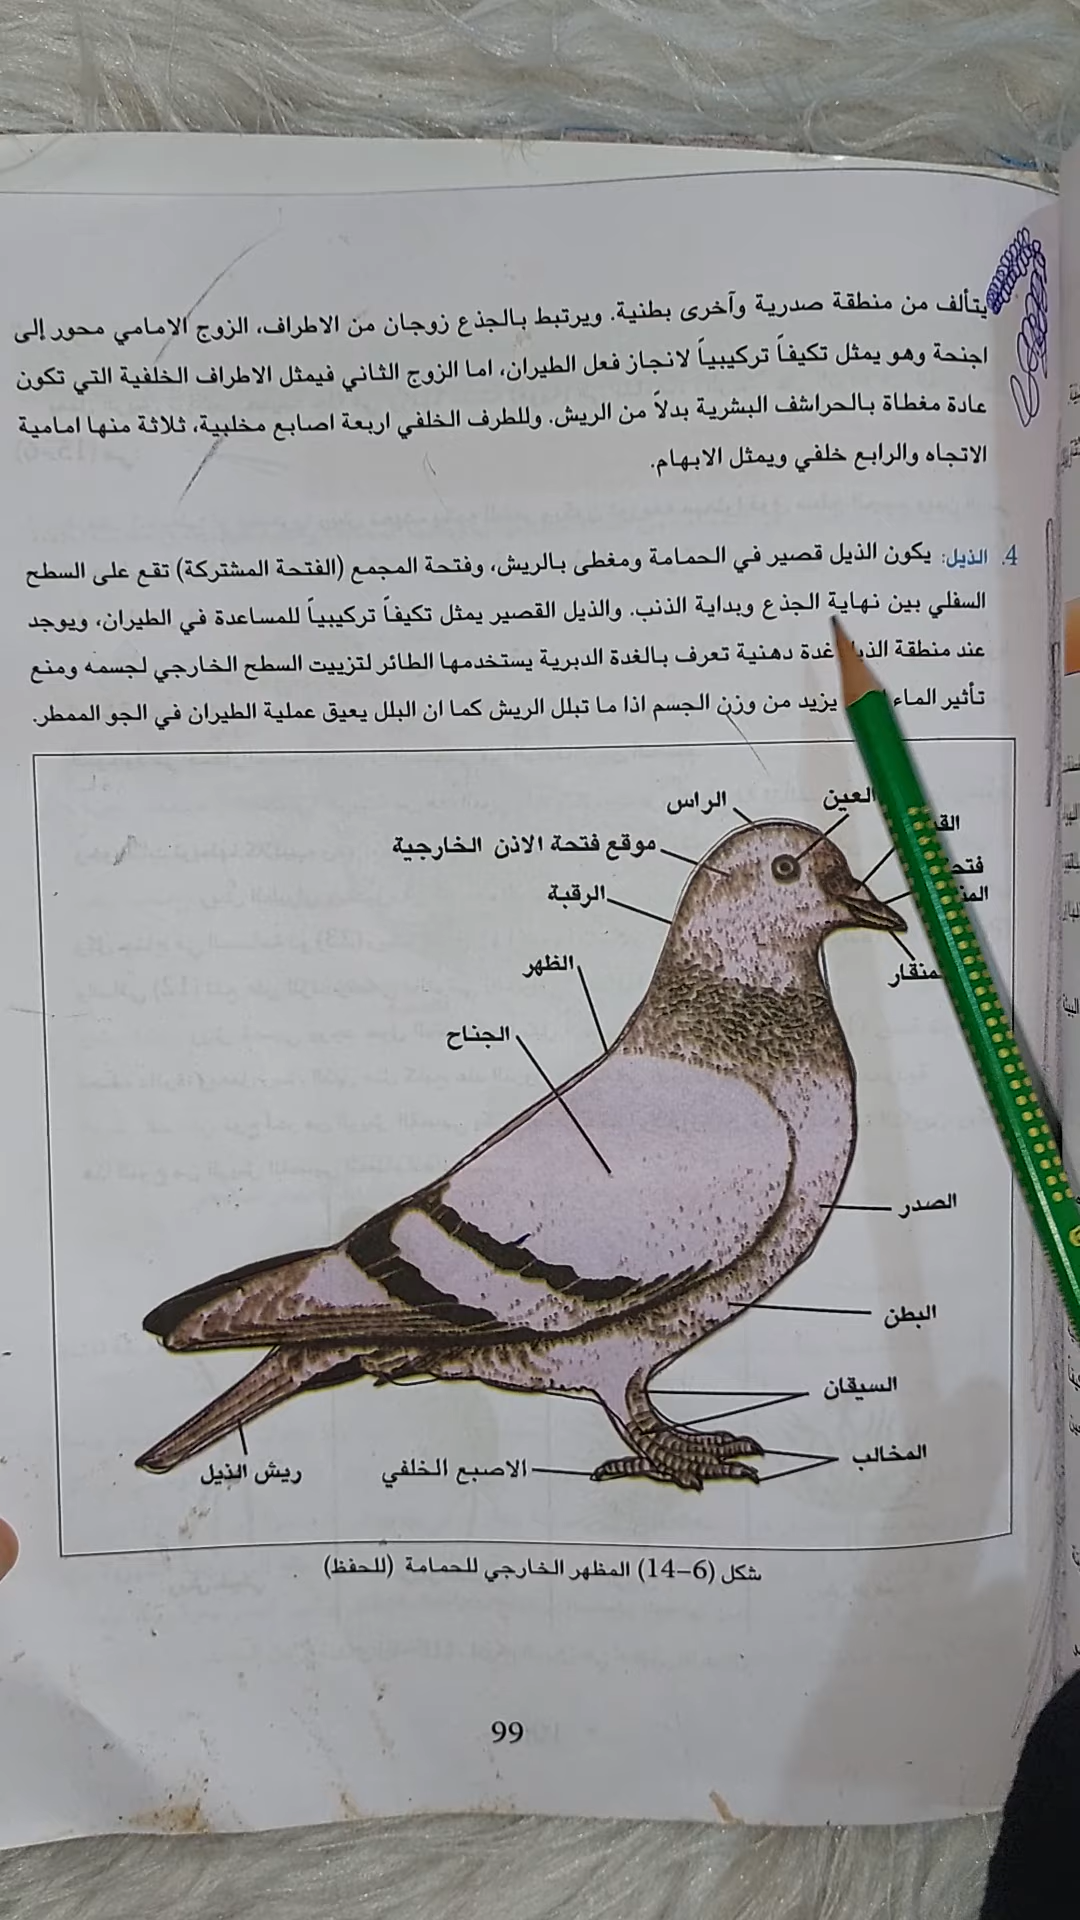 يتألف من منطقة صدرية وآخرى بطنية. ويرتبط بالجذع زوجان من الاطراف، الزوج الامامي محور إلى
اجنحة وهو يمثل تكيفاً تركيبياً لانجاز فعل الطيران، اما الزوج الثاني فيمثل الاطراف الخلفية التي تكون
عادة مغطاة بالحراشف البشرية بدلاً من الريش. وللطرف الخلفي اربعة اصابع مخلبية، ثلاثة منها امامية
الاتجاه والرابع خلفي ويمثل الابهام.
4. الذيل: يكون الذيل قصير في الحمامة ومغطى بالريش، وفتحة المجمع (الفتحة المشتركة) تقع على السطح
السفلي بين نهاية الجذع وبداية الذنب. والذيل القصير يمثل تكيفاً تركيبياً للمساعدة في الطيران، ويوجد
عند منطقة غدة دهنية تعرف بالغدة الدبرية يستخدمها الطائر لتزييت السطح الخارجي لجسمه ومنع
تأثير الماء يزيد من وزن الجسم اذا ما تبلل الريش كما ان البلل يعيق عملية الطيران في الجو الممطر.
الراس
العين
موقع فتحة الاذن الخارجية
الرقبة
الظهر
الجناح
الصدر
البطن
السيقان
المخالب
الاصبع الخلفي
ريش الذيل
شكل (6-14) المظهر الخارجي للحمامة (للحفظ)
99